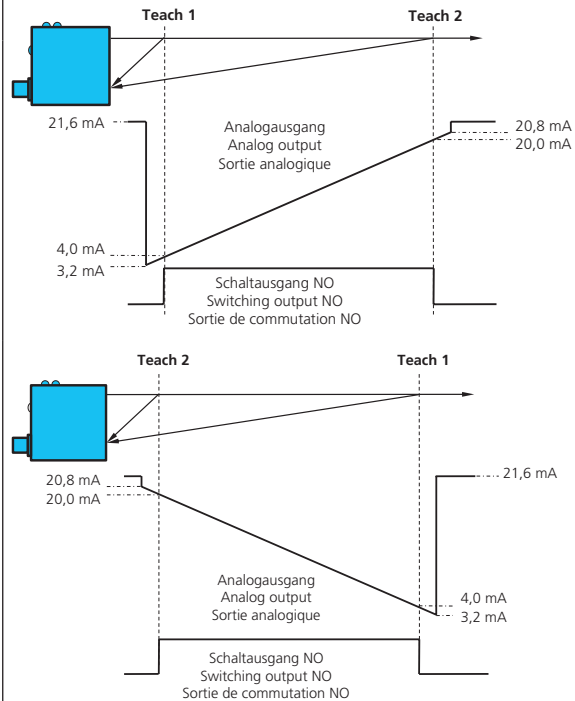 Teach 1 Teach 2
21,6 mA
20,8 mA
20,0 mA
Analogausgang
Analog output
Sortie analogique
4,0 mA
3,2 mA
Schaltausgang NO
Switching output NO
Sortie de commutation NO
Teach 2 Teach 1
20,8 mA
20,0 mA
21,6 mA
Analogausgang
Analog output
Sortie analogique
4,0 mA
3,2 mA
Schaltausgang NO
Switching output NO
Sortie de commutation NO